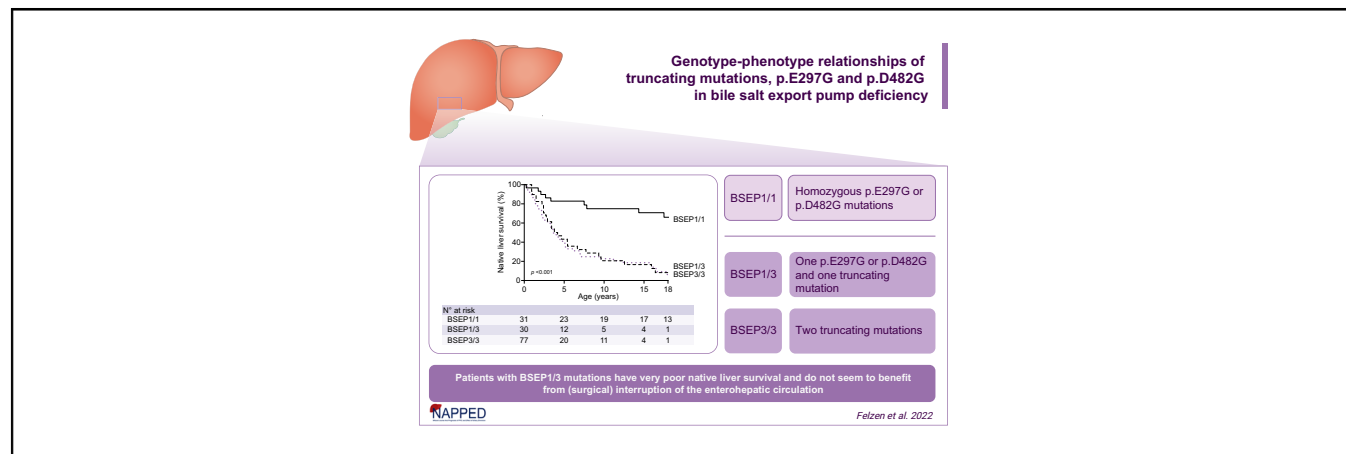 Genotype-phenotype relationships of
truncating mutations, p.E297G and p.D482G
in bile salt export pump deficiency
Native liver survival (%)
100
80
60
40
20
0
p <0.001
BSEP1/1
BSEP1/3
BSEP3/3
0 5 10 15 18
Age (years)
N° at risk
BSEP1/1 31 23 19 17 13
BSEP1/3 30 12 5 4 1
BSEP3/3 77 20 11 4 1
BSEP1/1
Homozygous p.E297G or
p.D482G mutations
BSEP1/3
One p.E297G or p.D482G
and one truncating
mutation
BSEP3/3
Two truncating mutations
Patients with BSEP1/3 mutations have very poor native liver survival and do not seem to benefit
from (surgical) interruption of the enterohepatic circulation
NAPPED
Felzen et al. 2022